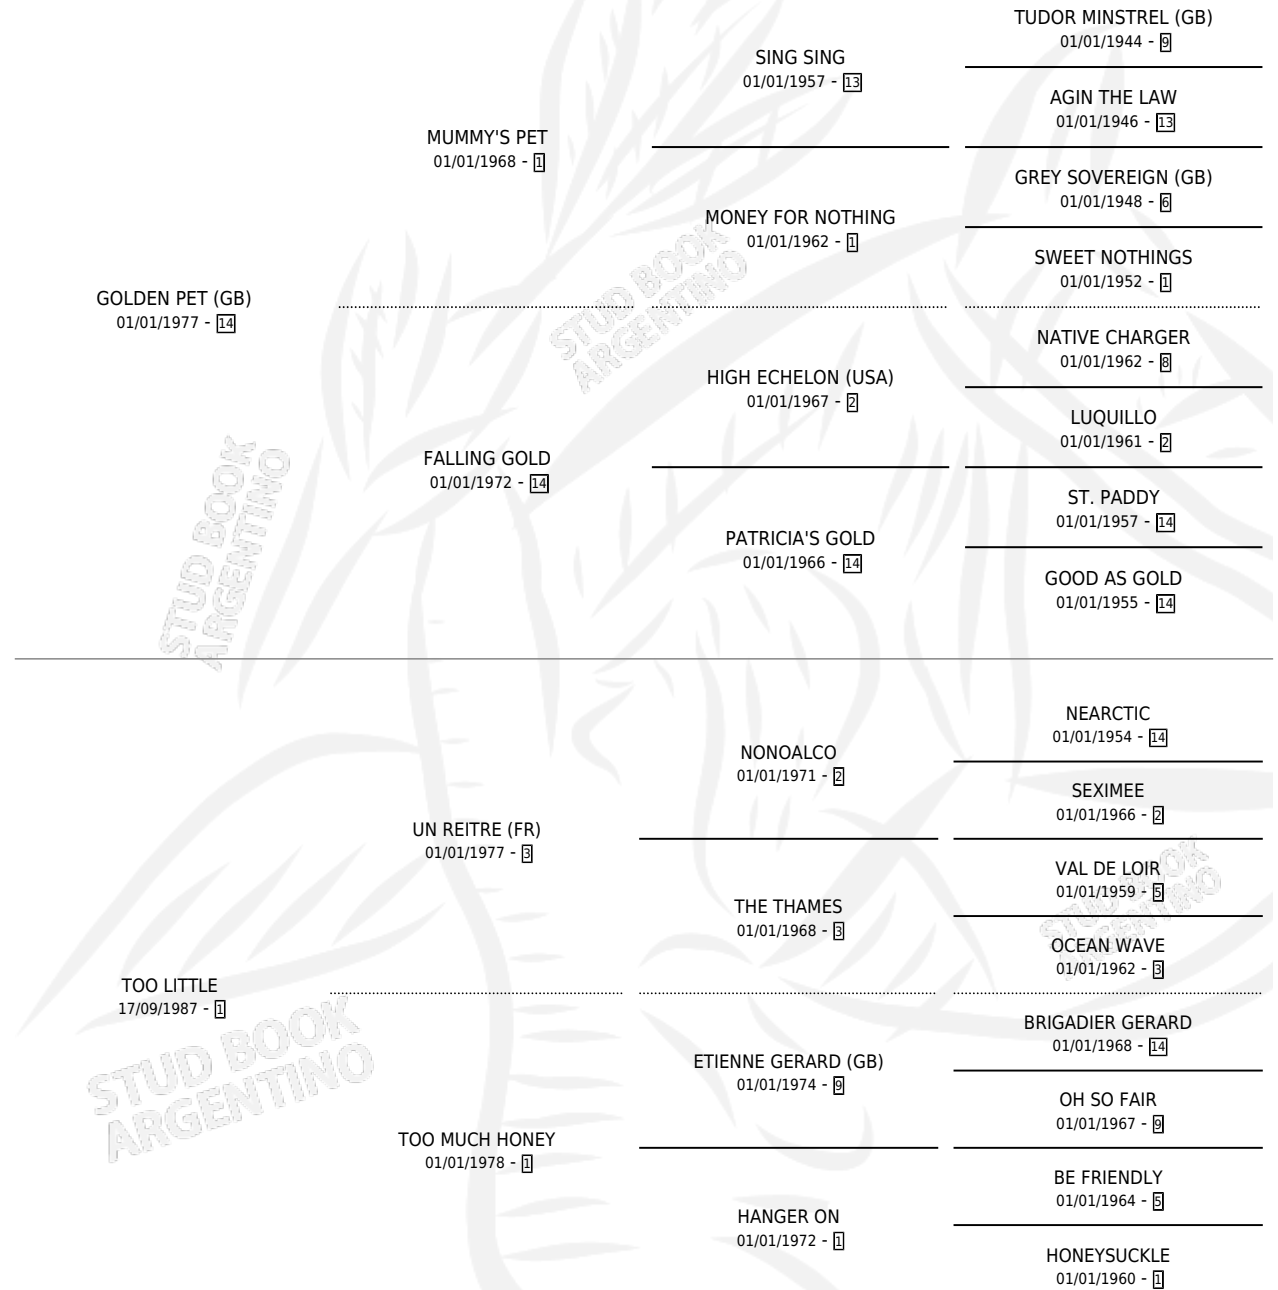 TUDOR MINSTREL (GB)
01/01/1944 - 9
SING SING
01/01/1957 - 13
AGIN THE LAW
01/01/1946 - 13
MUMMY'S PET
01/01/1968 - 1
GREY SOVEREIGN (GB)
01/01/1948 - 6
MONEY FOR NOTHING
01/01/1962 - 1
SWEET NOTHINGS
01/01/1952 - 1
GOLDEN PET (GB)
01/01/1977 - 14
NATIVE CHARGER
01/01/1962 - 8
HIGH ECHELON (USA)
01/01/1967 - 2
LUQUILLO
01/01/1961 - 2
FALLING GOLD
01/01/1972 - 14
ST. PADDY
01/01/1957 - 14
PATRICIA'S GOLD
01/01/1966 - 14
GOOD AS GOLD
01/01/1955 - 14
STUD BOOK
ARGENTINO
STUD BOOK
ARGENTINO
NEARCTIC
01/01/1954 - 14
NONOALCO
01/01/1971 - 2
SEXIMEE
01/01/1966 - 2
UN REITRE (FR)
01/01/1977 - 3
VAL DE LOIR
01/01/1959 - 5
THE THAMES
01/01/1968 - 3
OCEAN WAVE
01/01/1962 - 3
TOO LITTLE
17/09/1987 - 1
BRIGADIER GERARD
01/01/1968 - 14
ETIENNE GERARD (GB)
01/01/1974 - 9
OH SO FAIR
01/01/1967 - 9
TOO MUCH HONEY
01/01/1978 - 1
BE FRIENDLY
01/01/1964 - 5
HANGER ON
01/01/1972 - 1
HONEYSUCKLE
01/01/1960 - 1
STUD BOOK
ARGENTINO
STUD BOOK
ARGENTINO